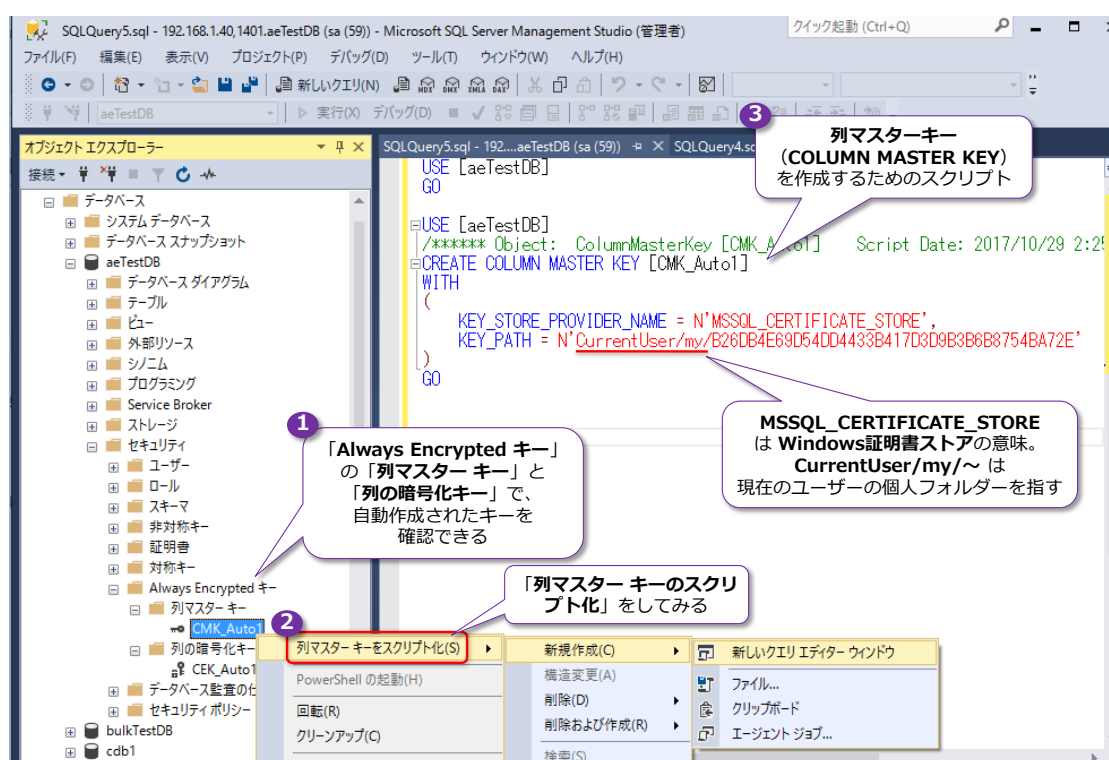 SQLQuery5.sql - 192.168.1.40,1401.aeTestDB (sa (59)) - Microsoft SQL Server Management Studio (管理者)
クイック起動 (Ctrl+Q)
ファイル(F) 編集(E) 表示(V) プロジェクト(P) デバッグ(D) ツール(T) ウィンドウ(W) ヘルプ(H)
新しいクエリ(N)
aeTestDB
実行(X) デバッグ(D)
オブジェクト エクスプローラー
接続
データベース
システム データベース
データベース スナップショット
aeTestDB
データベース ダイアグラム
テーブル
ビュー
外部リソース
シノニム
プログラミング
Service Broker
ストレージ
セキュリティ
ユーザー
ロール
スキーマ
非対称キー
証明書
対称キー
Always Encrypted キー
列マスター キー
CMK_Auto1
列の暗号化キー
CEK_Auto1
データベース監査の仕
セキュリティ ポリシー
bulkTestDB
cdb1
SQLQuery5.sql - 192....aeTestDB (sa (59))
SQLQuery4.sc
USE [aeTestDB]
GO
USE [aeTestDB]
/****** Object: ColumnMasterKey [CMK_Auto1] Script Date: 2017/10/29 2:25
CREATE COLUMN MASTER KEY [CMK_Auto1]
WITH
(
KEY_STORE_PROVIDER_NAME = N'MSSQL_CERTIFICATE_STORE',
KEY_PATH = N'CurrentUser/my/B26DB4E69D54DD4433B417D3D9B3B6B8754BA72E'
)
GO
3
列マスターキー
（COLUMN MASTER KEY）
を作成するためのスクリプト
MSSQL_CERTIFICATE_STORE
は Windows証明書ストアの意味。
CurrentUser/my/～ は
現在のユーザーの個人フォルダーを指す
1
「Always Encrypted キー」
の「列マスター キー」と
「列の暗号化キー」で、
自動作成されたキーを
確認できる
「列マスター キーのスクリ
プト化」をしてみる
2
列マスター キーをスクリプト化(S)
PowerShell の起動(H)
回転(R)
クリーンアップ(C)
新規作成(C)
構造変更(A)
削除(D)
削除および作成(R)
検索(S)
新しいクエリ エディター ウィンドウ
ファイル...
クリップボード
エージェント ジョブ...